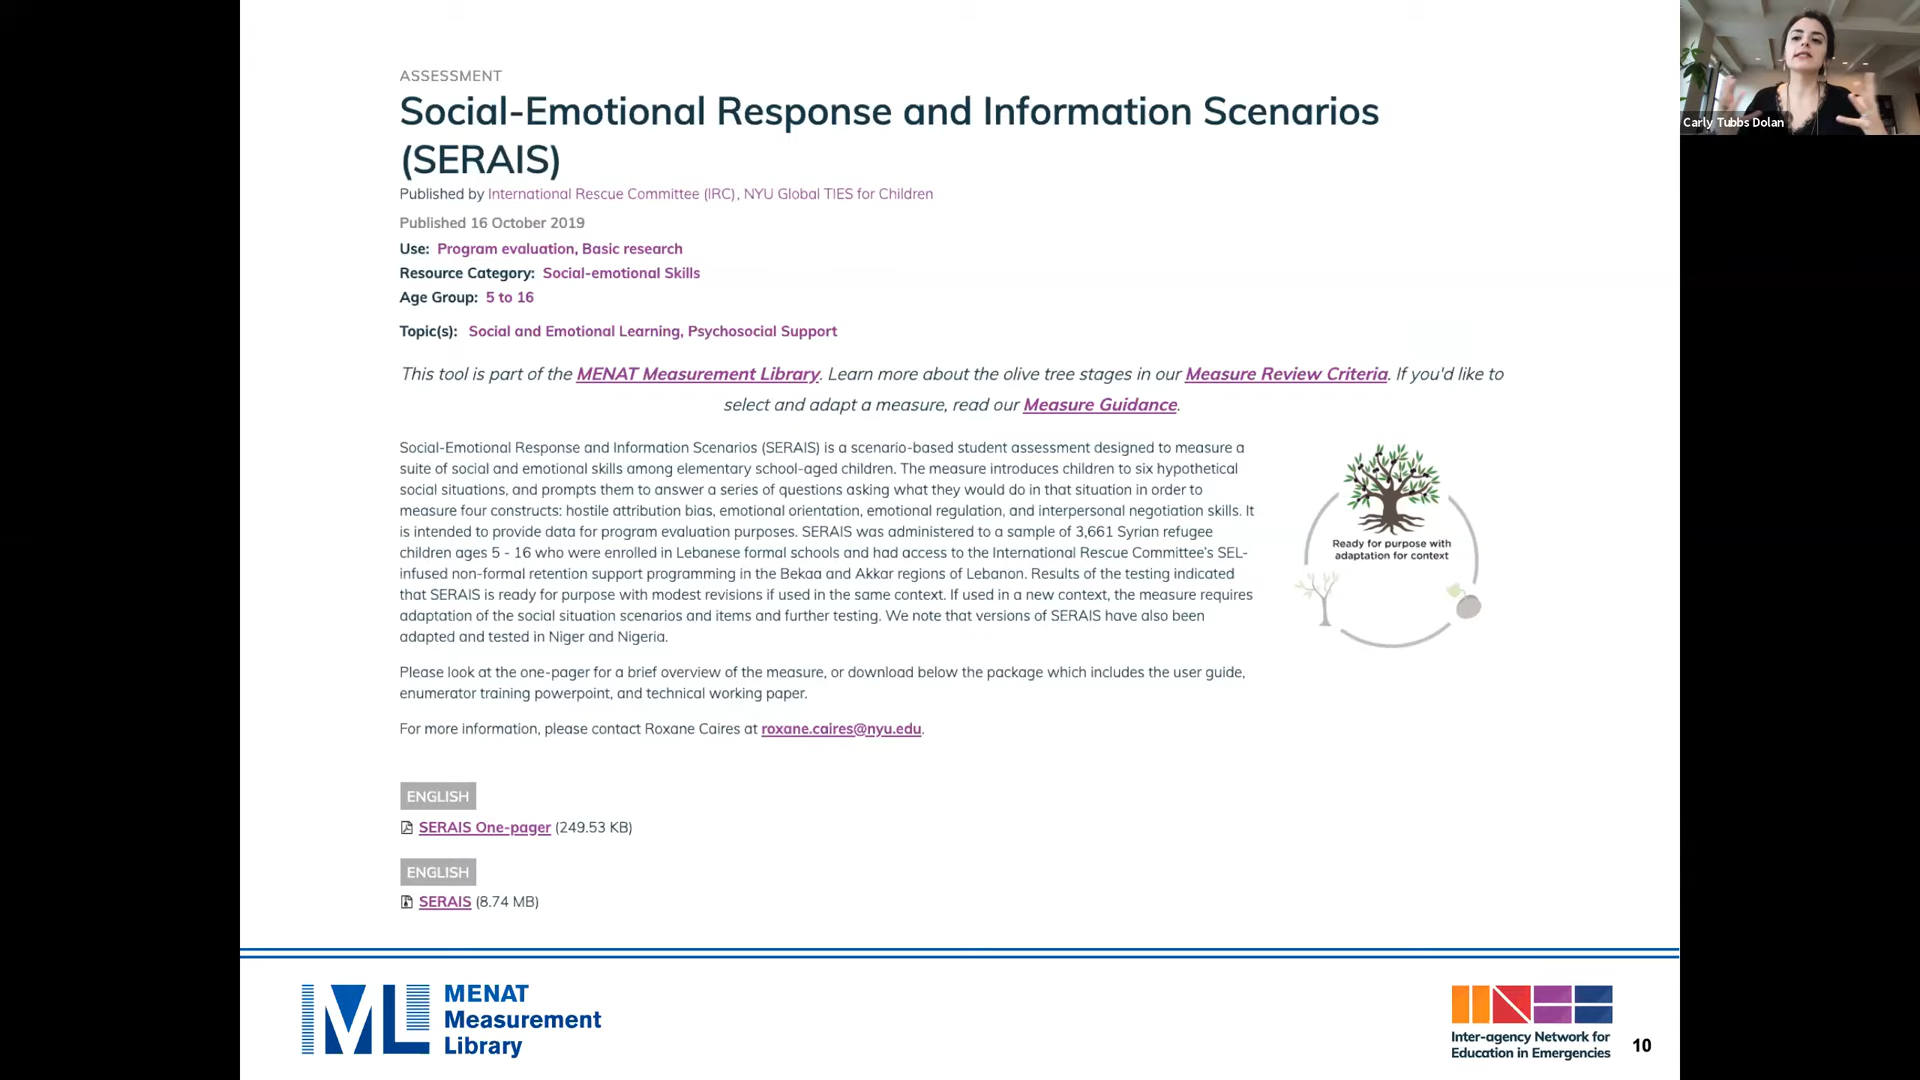 ASSESSMENT
Social-Emotional Response and Information Scenarios
(SERAIS)
Published by International Rescue Committee (IRC), NYU Global TIES for Children
Published 16 October 2019
Use: Program evaluation, Basic research
Resource Category: Social-emotional Skills
Age Group: 5 to 16
Topic(s): Social and Emotional Learning, Psychosocial Support
This tool is part of the MENAT Measurement Library. Learn more about the olive tree stages in our Measure Review Criteria. If you'd like to
select and adapt a measure, read our Measure Guidance.
Social-Emotional Response and Information Scenarios (SERAIS) is a scenario-based student assessment designed to measure a
suite of social and emotional skills among elementary school-aged children. The measure introduces children to six hypothetical
social situations, and prompts them to answer a series of questions asking what they would do in that situation in order to
measure four constructs: hostile attribution bias, emotional orientation, emotional regulation, and interpersonal negotiation skills. It
is intended to provide data for program evaluation purposes. SERAIS was administered to a sample of 3,661 Syrian refugee
children ages 5 - 16 who were enrolled in Lebanese formal schools and had access to the International Rescue Committee's SEL-
infused non-formal retention support programming in the Bekaa and Akkar regions of Lebanon. Results of the testing indicated
that SERAIS is ready for purpose with modest revisions if used in the same context. If used in a new context, the measure requires
adaptation of the social situation scenarios and items and further testing. We note that versions of SERAIS have also been
adapted and tested in Niger and Nigeria.
Please look at the one-pager for a brief overview of the measure, or download below the package which includes the user guide,
enumerator training powerpoint, and technical working paper.
For more information, please contact Roxane Caires at roxane.caires@nyu.edu.
Ready for purpose with
adaptation for context
ENGLISH
SERAIS One-pager (249.53 KB)
ENGLISH
SERAIS (8.74 MB)
ML
MENAT
Measurement
Library
INEE
Inter-agency Network for
Education in Emergencies
10
Carly Tubbs Dolan